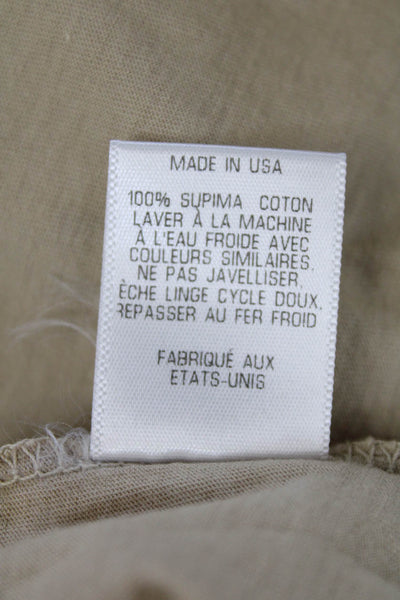 MADE IN USA
100% SUPIMA COTON
LAVER À LA MACHINE
À L'EAU FROIDE AVEC
COULEURS SIMILAIRES.
NE PAS JAVELLISER.
ÈCHE LINGE CYCLE DOUX.
REPASSER AU FER FROID
FABRIQUÉ AUX
ETATS-UNIS